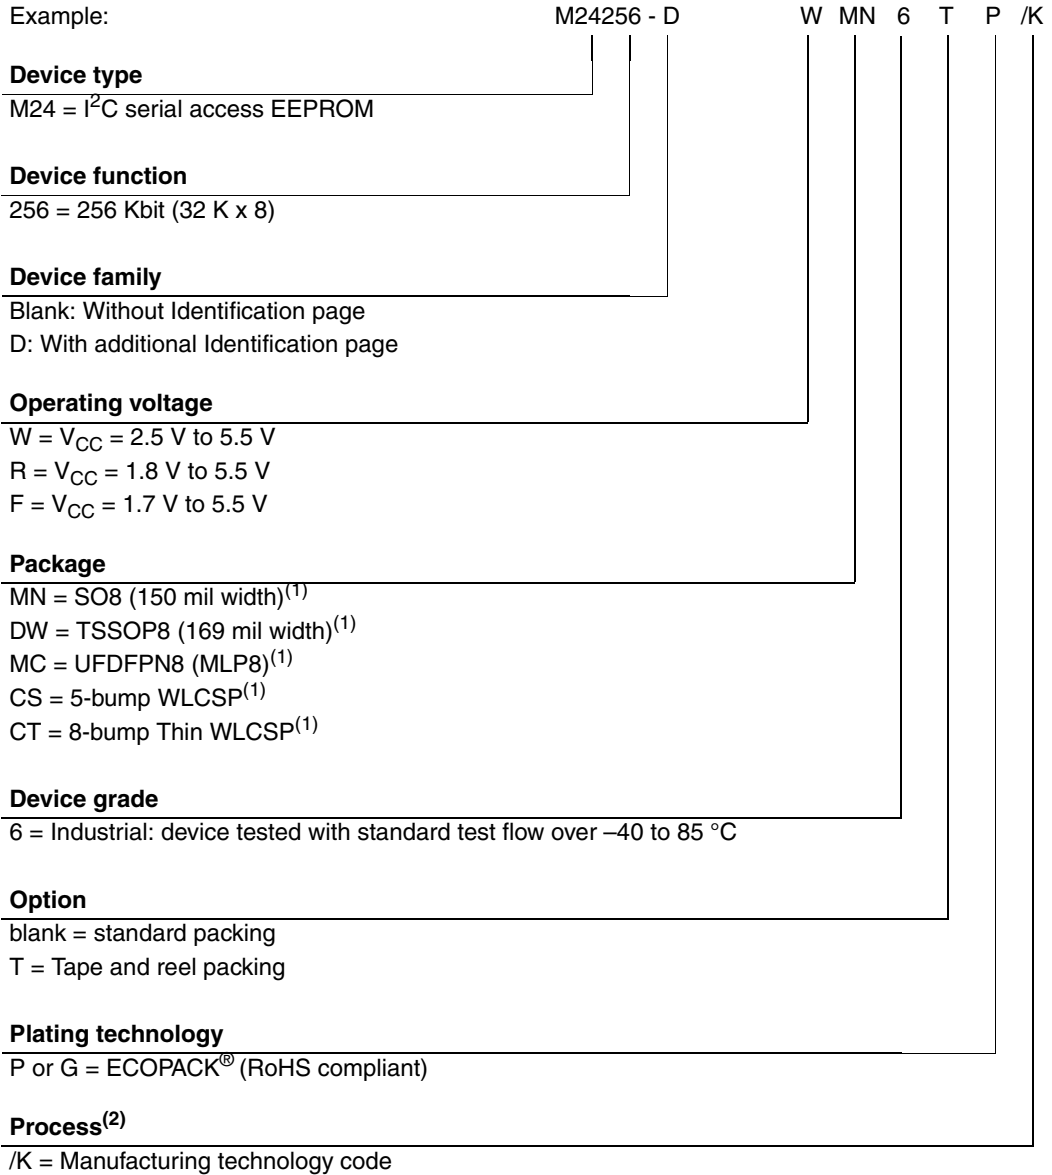 Example: M24256 - D W MN 6 T P /K
Device type
M24 = I²C serial access EEPROM
Device function
256 = 256 Kbit (32 K x 8)
Device family
Blank: Without Identification page
D: With additional Identification page
Operating voltage
W = VCC = 2.5 V to 5.5 V
R = VCC = 1.8 V to 5.5 V
F = VCC = 1.7 V to 5.5 V
Package
MN = SO8 (150 mil width)(1)
DW = TSSOP8 (169 mil width)(1)
MC = UFDFPN8 (MLP8)(1)
CS = 5-bump WLCSP(1)
CT = 8-bump Thin WLCSP(1)
Device grade
6 = Industrial: device tested with standard test flow over –40 to 85 °C
Option
blank = standard packing
T = Tape and reel packing
Plating technology
P or G = ECOPACK® (RoHS compliant)
Process(2)
/K = Manufacturing technology code